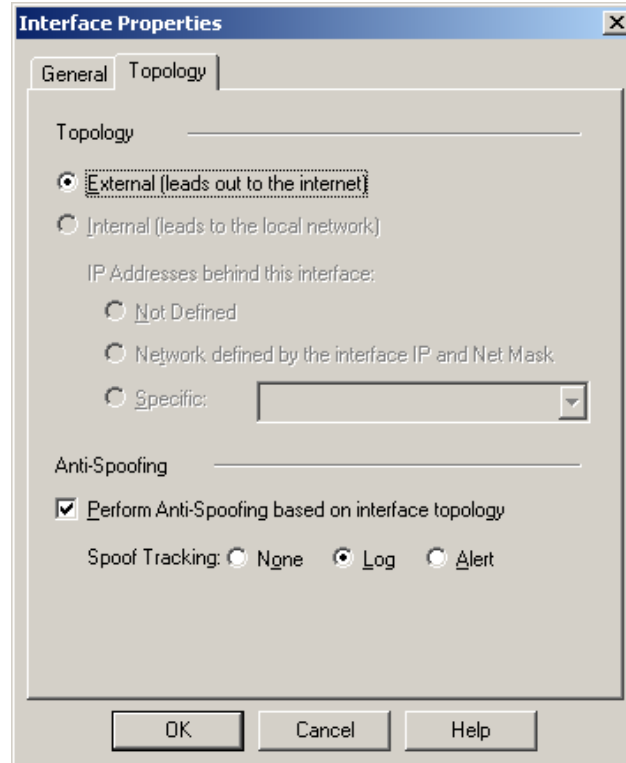 Interface Properties
General Topology
Topology
External (leads out to the internet)
Internal (leads to the local network)
IP Addresses behind this interface:
Not Defined
Network defined by the interface IP and Net Mask
Specific:
Anti-Spoofing
Perform Anti-Spoofing based on interface topology
Spoof Tracking: None Log Alert
OK Cancel Help